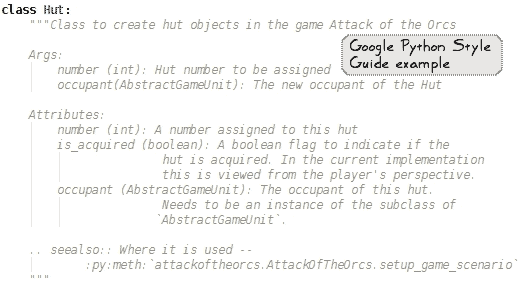 class Hut:
"""Class to create hut objects in the game Attack of the Orcs
Google Python Style
Guide example
Args:
number (int): Hut number to be assigned
occupant(AbstractGameUnit): The new occupant of the Hut
Attributes:
number (int): A number assigned to this hut
is_acquired (boolean): A boolean flag to indicate if the
hut is acquired. In the current implementation
this is viewed from the player's perspective.
occupant (AbstractGameUnit): The occupant of this hut.
Needs to be an instance of the subclass of
`AbstractGameUnit`.
.. seealso:: Where it is used --
:py:meth:`attackoftheorcs.AttackOfTheOrcs.setup_game_scenario`
"""